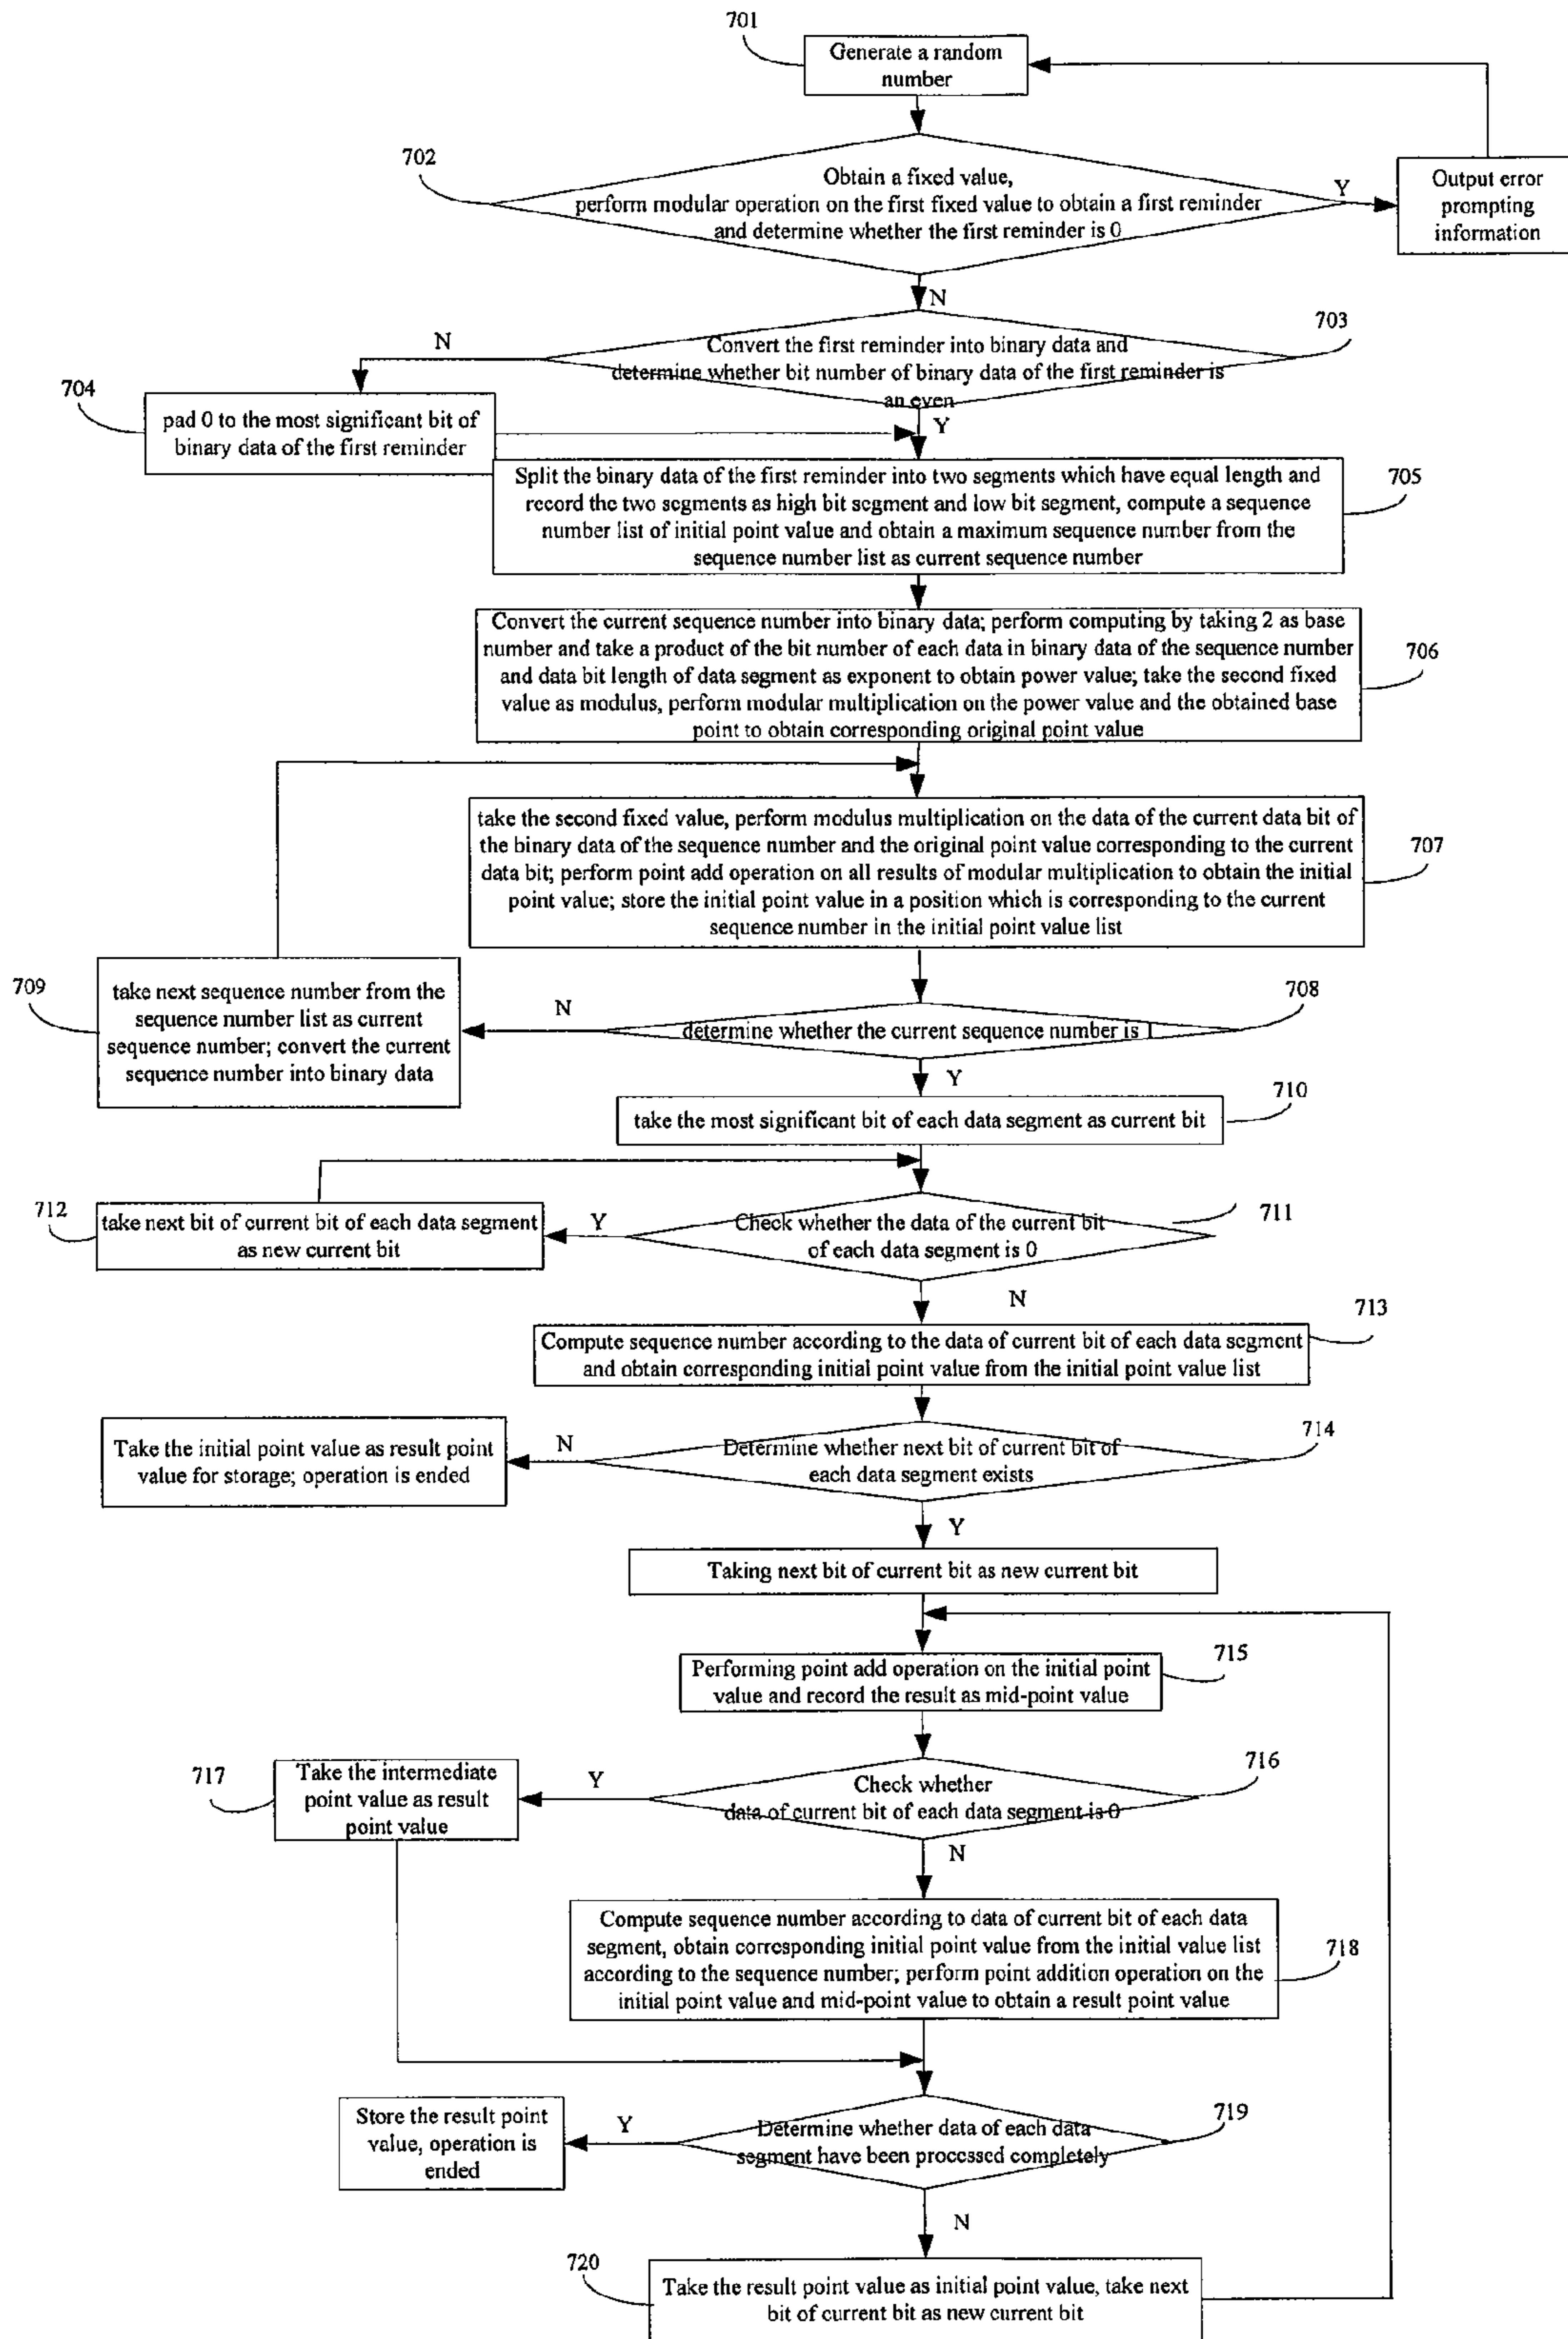 701
Generate a random
number
702
Obtain a fixed value,
perform modular operation on the first fixed value to obtain a first reminder
and determine whether the first reminder is 0
Y
Output error
prompting
information
N
703
N
Convert the first reminder into binary data and
determine whether bit number of binary data of the first reminder is
an even
704
pad 0 to the most significant bit of
binary data of the first reminder
Y
Split the binary data of the first reminder into two segments which have equal length and
record the two segments as high bit segment and low bit segment, compute a sequence
number list of initial point value and obtain a maximum sequence number from the
sequence number list as current sequence number
705
Convert the current sequence number into binary data; perform computing by taking 2 as base
number and take a product of the bit number of each data in binary data of the sequence number
and data bit length of data segment as exponent to obtain power value; take the second fixed
value as modulus, perform modular multiplication on the power value and the obtained base
point to obtain corresponding original point value
706
take the second fixed value, perform modulus multiplication on the data of the current data bit of
the binary data of the sequence number and the original point value corresponding to the current
data bit; perform point add operation on all results of modular multiplication to obtain the initial
point value; store the initial point value in a position which is corresponding to the current
sequence number in the initial point value list
707
709
take next sequence number from the
sequence number list as current
sequence number; convert the current
sequence number into binary data
N
708
determine whether the current sequence number is 1
Y
710
take the most significant bit of each data segment as current bit
712
take next bit of current bit of each data segment
as new current bit
Y
711
Check whether the data of the current bit
of each data segment is 0
N
713
Compute sequence number according to the data of current bit of each data segment
and obtain corresponding initial point value from the initial point value list
Take the initial point value as result point
value for storage; operation is ended
N
714
Determine whether next bit of current bit of
each data segment exists
Y
Taking next bit of current bit as new current bit
715
Performing point add operation on the initial point
value and record the result as mid-point value
717
Take the intermediate
point value as result
point value
Y
716
Check whether
data of current bit of each data segment is 0
N
Compute sequence number according to data of current bit of each data
segment, obtain corresponding initial point value from the initial value list
according to the sequence number; perform point addition operation on the
initial point value and mid-point value to obtain a result point value
718
Store the result point
value, operation is
ended
Y
719
Determine whether data of each data
segment have been processed completely
N
720
Take the result point value as initial point value, take next
bit of current bit as new current bit